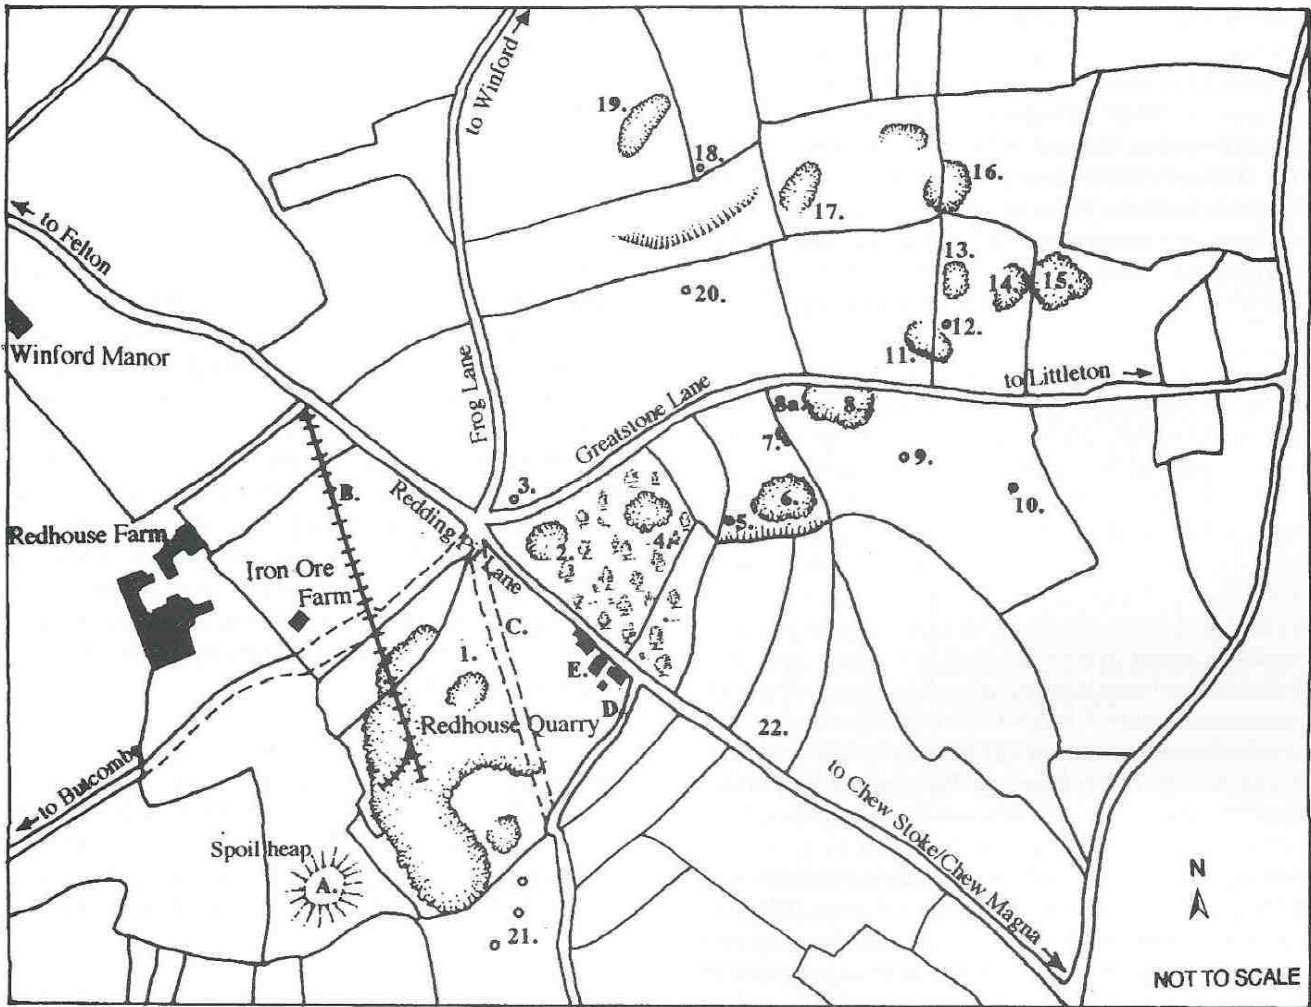 to Winford
19.
18.
16.
17.
to Felton
13.
14.
15.
20.
12.
Winford Manor
11.
to Littleton
Frog Lane
Greatstone Lane
8a.
8.
7.
9.
B.
Redding Pit Lane
3.
6.
10.
Redhouse Farm
2.
4.
5.
Iron Ore
Farm
C.
1.
E.
D.
Redhouse Quarry
22.
to Butcombe
to Chew Stoke/Chew Magna
Spoil heap
A.
N
21.
NOT TO SCALE